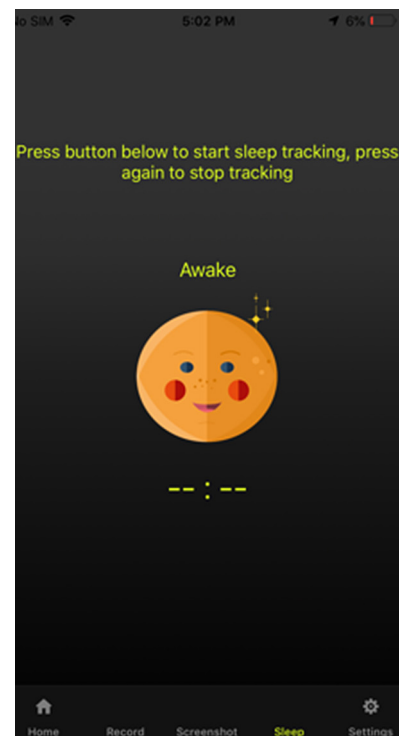 No SIM 5:02 PM 6%
Press button below to start sleep tracking, press
again to stop tracking
Awake
-- : --
Home Record Screenshot Sleep Settings